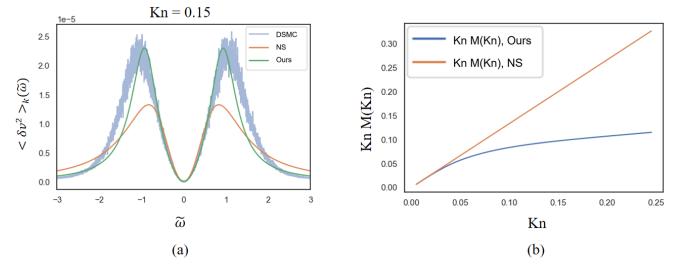 Kn = 0.15
1e−5
< δv² >ₖ(ω̃)
2.5
2.0
1.5
1.0
0.5
0.0
DSMC
NS
Ours
−3 −2 −1 0 1 2 3
ω̃
(a)
Kn M(Kn)
0.30
0.25
0.20
0.15
0.10
0.05
0.00
Kn M(Kn), Ours
Kn M(Kn), NS
0.00 0.05 0.10 0.15 0.20 0.25
Kn
(b)